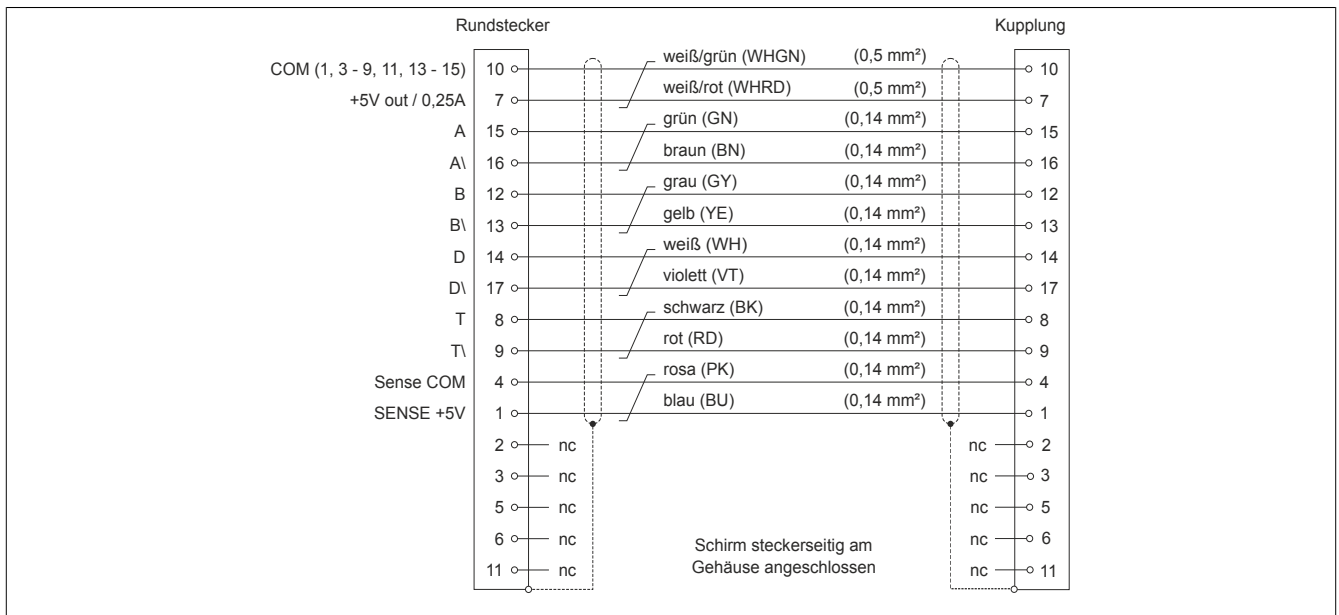 Rundstecker Kupplung
COM (1, 3 - 9, 11, 13 - 15) 10 weiß/grün (WHGN) (0,5 mm²) 10
+5V out / 0,25A 7 weiß/rot (WHRD) (0,5 mm²) 7
A 15 grün (GN) (0,14 mm²) 15
A\ 16 braun (BN) (0,14 mm²) 16
B 12 grau (GY) (0,14 mm²) 12
B\ 13 gelb (YE) (0,14 mm²) 13
D 14 weiß (WH) (0,14 mm²) 14
D\ 17 violett (VT) (0,14 mm²) 17
T 8 schwarz (BK) (0,14 mm²) 8
T\ 9 rot (RD) (0,14 mm²) 9
Sense COM 4 rosa (PK) (0,14 mm²) 4
SENSE +5V 1 blau (BU) (0,14 mm²) 1
2 nc nc 2
3 nc nc 3
5 nc nc 5
6 nc nc 6
11 nc nc 11
Schirm steckerseitig am
Gehäuse angeschlossen